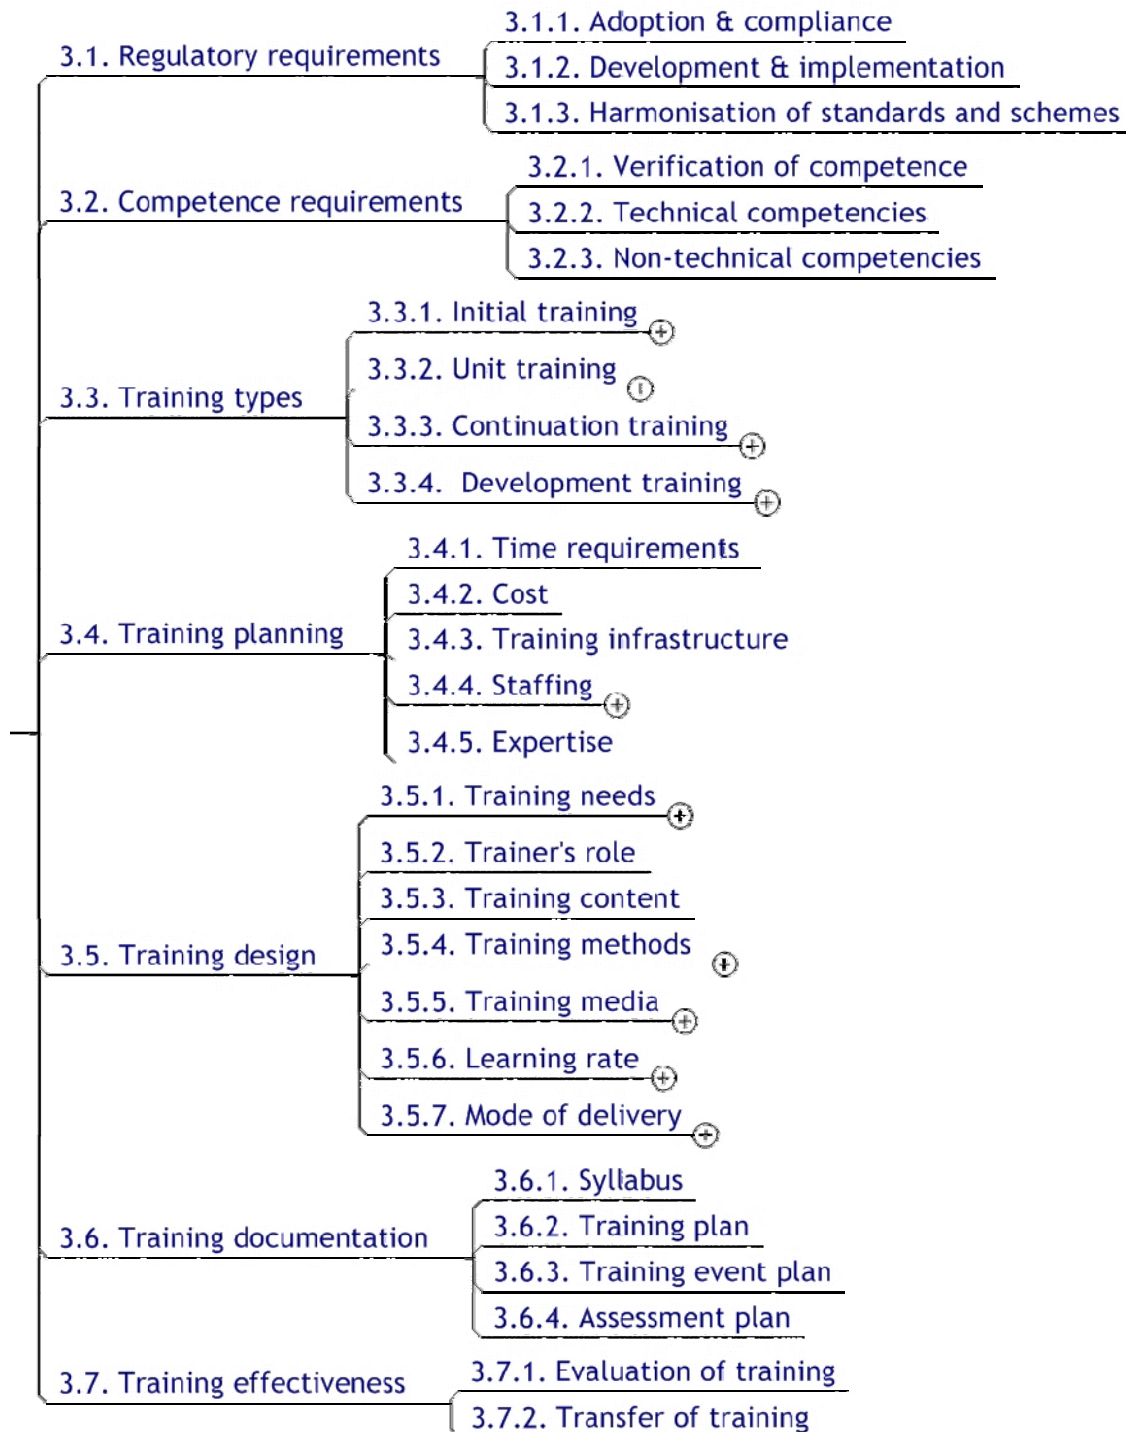 3.1. Regulatory requirements
3.1.1. Adoption & compliance
3.1.2. Development & implementation
3.1.3. Harmonisation of standards and schemes
3.2. Competence requirements
3.2.1. Verification of competence
3.2.2. Technical competencies
3.2.3. Non-technical competencies
3.3. Training types
3.3.1. Initial training
3.3.2. Unit training
3.3.3. Continuation training
3.3.4. Development training
3.4. Training planning
3.4.1. Time requirements
3.4.2. Cost
3.4.3. Training infrastructure
3.4.4. Staffing
3.4.5. Expertise
3.5. Training design
3.5.1. Training needs
3.5.2. Trainer's role
3.5.3. Training content
3.5.4. Training methods
3.5.5. Training media
3.5.6. Learning rate
3.5.7. Mode of delivery
3.6. Training documentation
3.6.1. Syllabus
3.6.2. Training plan
3.6.3. Training event plan
3.6.4. Assessment plan
3.7. Training effectiveness
3.7.1. Evaluation of training
3.7.2. Transfer of training